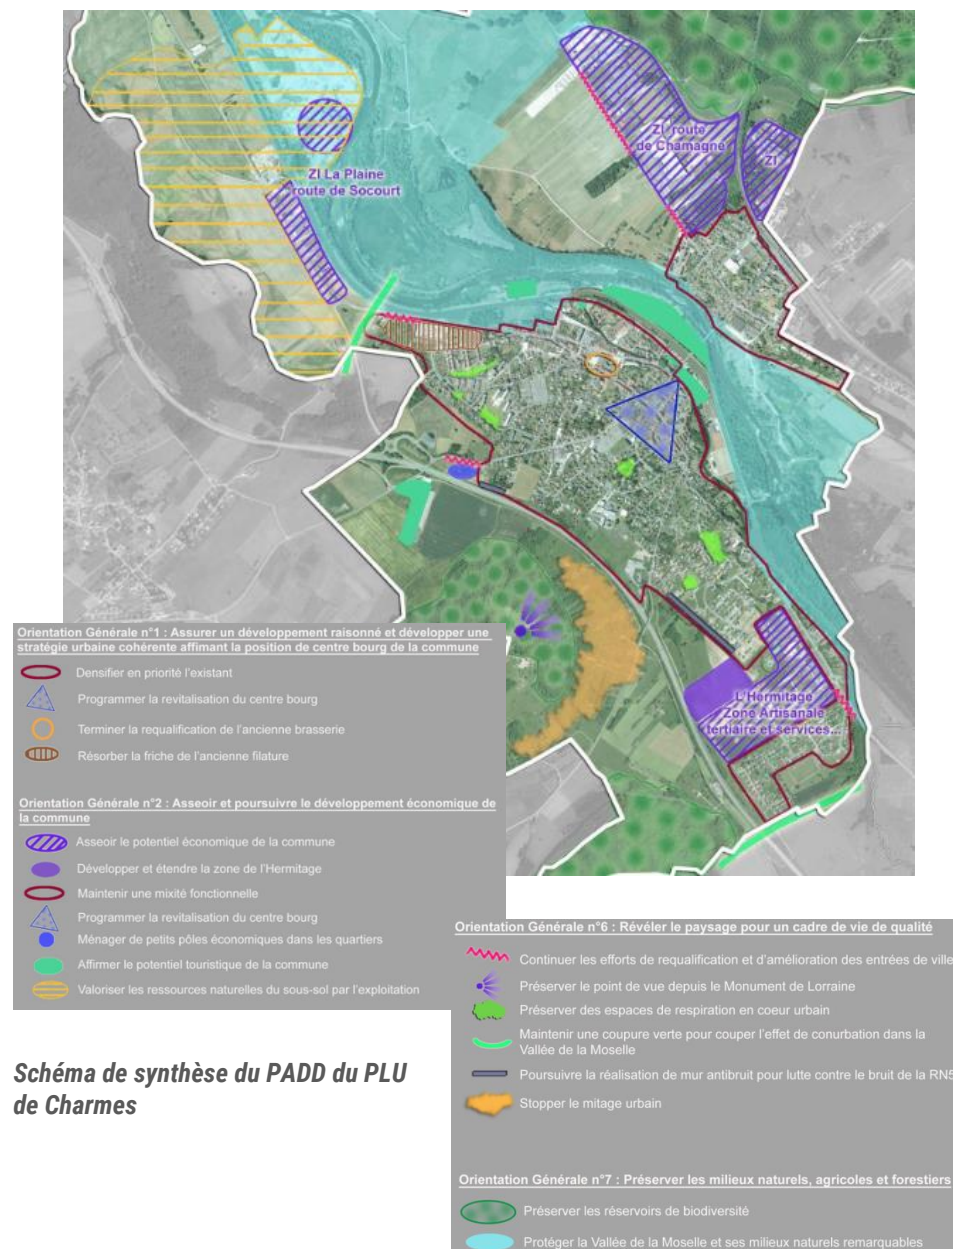 ZI route
de Chamagne
ZI
ZI La Plaine
route de Socourt
L'Hermitage
Zone Artisanale
tertiaire et services...
Orientation Générale n°1 : Assurer un développement raisonné et développer une
stratégie urbaine cohérente affimant la position de centre bourg de la commune
Densifier en priorité l'existant
Programmer la revitalisation du centre bourg
Terminer la requalification de l'ancienne brasserie
Résorber la friche de l'ancienne filature
Orientation Générale n°2 : Asseoir et poursuivre le développement économique de
la commune
Asseoir le potentiel économique de la commune
Développer et étendre la zone de l'Hermitage
Maintenir une mixité fonctionnelle
Programmer la revitalisation du centre bourg
Ménager de petits pôles économiques dans les quartiers
Affirmer le potentiel touristique de la commune
Valoriser les ressources naturelles du sous-sol par l'exploitation
Orientation Générale n°6 : Révéler le paysage pour un cadre de vie de qualité
Continuer les efforts de requalification et d'amélioration des entrées de ville
Préserver le point de vue depuis le Monument de Lorraine
Préserver des espaces de respiration en coeur urbain
Maintenir une coupure verte pour couper l'effet de conurbation dans la
Vallée de la Moselle
Poursuivre la réalisation de mur antibruit pour lutte contre le bruit de la RN5
Stopper le mitage urbain
Orientation Générale n°7 : Préserver les milieux naturels, agricoles et forestiers
Préserver les réservoirs de biodiversité
Protéger la Vallée de la Moselle et ses milieux naturels remarquables
Schéma de synthèse du PADD du PLU
de Charmes